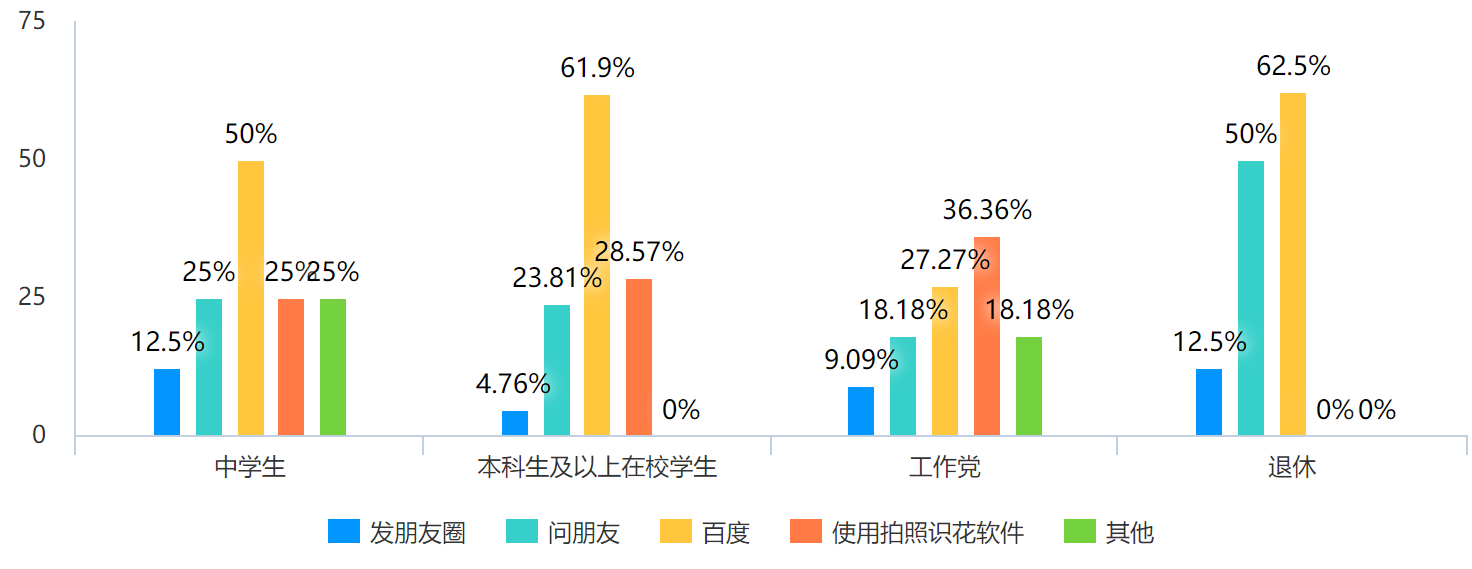 75
50
25
0
12.5%
25%
50%
25%
25%
4.76%
23.81%
61.9%
28.57%
0%
9.09%
18.18%
27.27%
36.36%
18.18%
12.5%
50%
62.5%
0%
0%
中学生
本科生及以上在校学生
工作党
退休
发朋友圈
问朋友
百度
使用拍照识花软件
其他